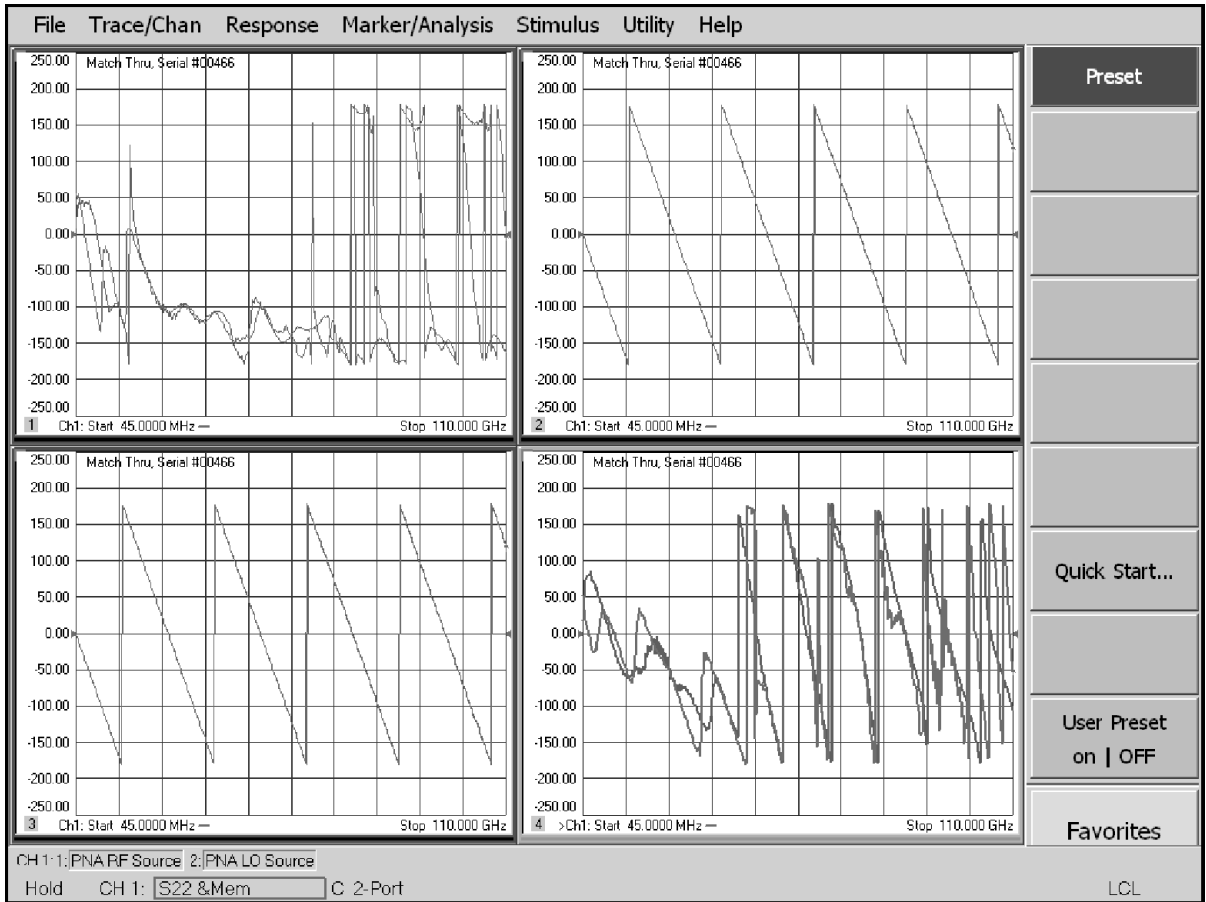 File Trace/Chan Response Marker/Analysis Stimulus Utility Help
250.00 Match Thru, Serial #00466
200.00
150.00
100.00
50.00
0.00
-50.00
-100.00
-150.00
-200.00
-250.00
1 Ch1: Start 45.0000 MHz — Stop 110.000 GHz
250.00 Match Thru, Serial #00466
200.00
150.00
100.00
50.00
0.00
-50.00
-100.00
-150.00
-200.00
-250.00
2 Ch1: Start 45.0000 MHz — Stop 110.000 GHz
250.00 Match Thru, Serial #00466
200.00
150.00
100.00
50.00
0.00
-50.00
-100.00
-150.00
-200.00
-250.00
3 Ch1: Start 45.0000 MHz — Stop 110.000 GHz
250.00 Match Thru, Serial #00466
200.00
150.00
100.00
50.00
0.00
-50.00
-100.00
-150.00
-200.00
-250.00
4 >Ch1: Start 45.0000 MHz — Stop 110.000 GHz
Preset
Quick Start...
User Preset
on | OFF
Favorites
CH 1: 1: PNA RF Source 2: PNA LO Source
Hold CH 1: S22 &Mem C 2-Port LCL